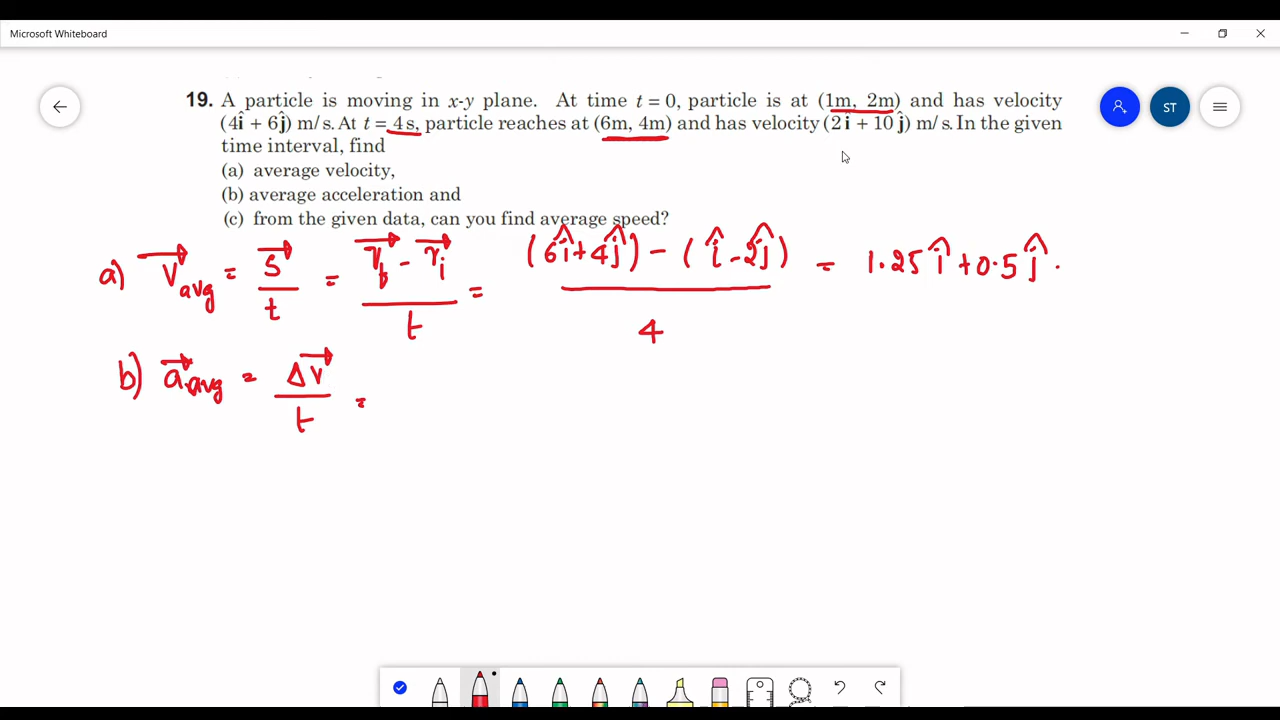 Microsoft Whiteboard
ST
19. A particle is moving in x-y plane. At time t = 0, particle is at (1m, 2m) and has velocity
(4î + 6ĵ) m/s. At t = 4 s, particle reaches at (6m, 4m) and has velocity (2î + 10ĵ) m/s. In the given
time interval, find
(a) average velocity,
(b) average acceleration and
(c) from the given data, can you find average speed?
a) v⃗avg = s⃗/t = (r⃗f - r⃗i)/t = ((6î+4ĵ) - (î-2ĵ))/4 = 1.25î + 0.5ĵ.
b) a⃗avg = Δv⃗/t =